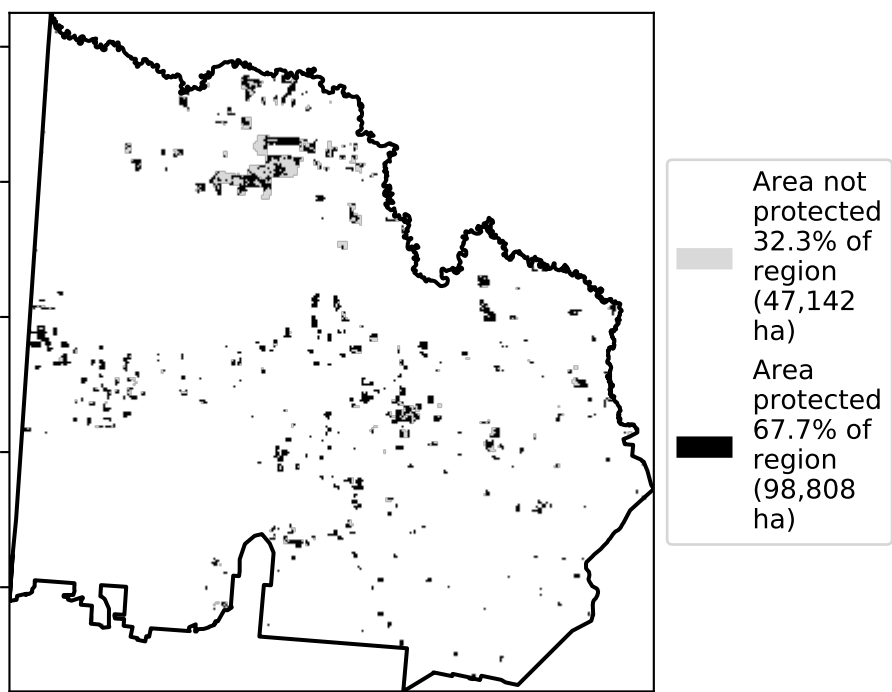 Area not
protected
32.3% of
region
(47,142
ha)
Area
protected
67.7% of
region
(98,808
ha)